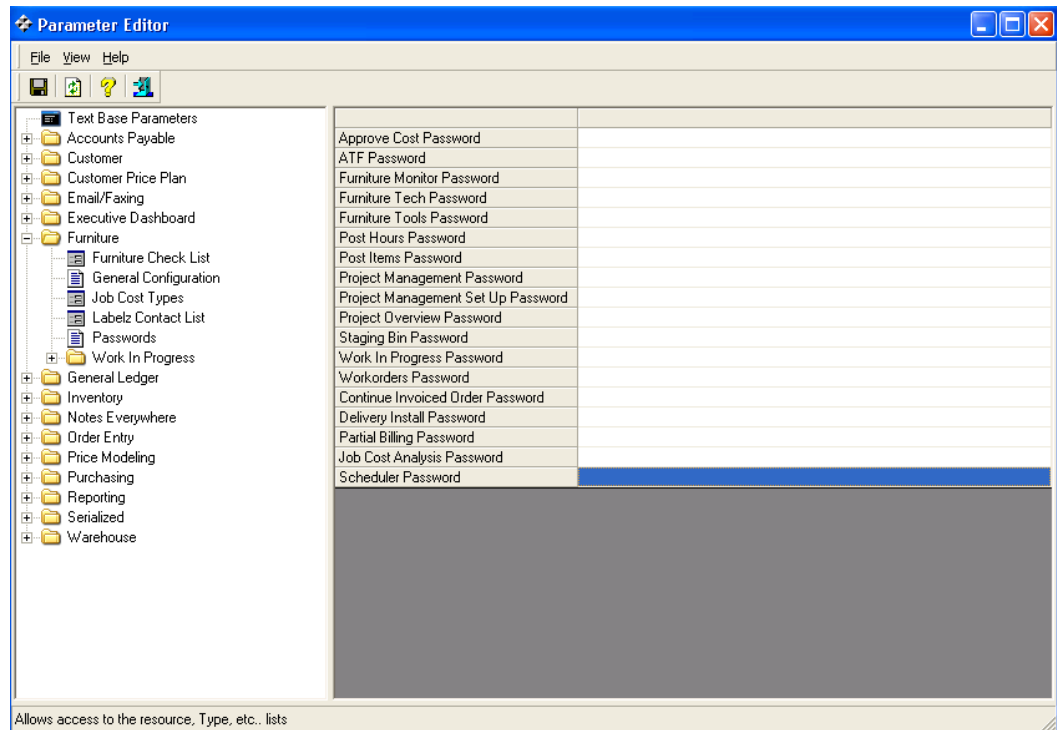 Parameter Editor
File View Help
Text Base Parameters
Accounts Payable
Customer
Customer Price Plan
Email/Faxing
Executive Dashboard
Furniture
Furniture Check List
General Configuration
Job Cost Types
Labelz Contact List
Passwords
Work In Progress
General Ledger
Inventory
Notes Everywhere
Order Entry
Price Modeling
Purchasing
Reporting
Serialized
Warehouse
Approve Cost Password
ATF Password
Furniture Monitor Password
Furniture Tech Password
Furniture Tools Password
Post Hours Password
Post Items Password
Project Management Password
Project Management Set Up Password
Project Overview Password
Staging Bin Password
Work In Progress Password
Workorders Password
Continue Invoiced Order Password
Delivery Install Password
Partial Billing Password
Job Cost Analysis Password
Scheduler Password
Allows access to the resource, Type, etc.. lists